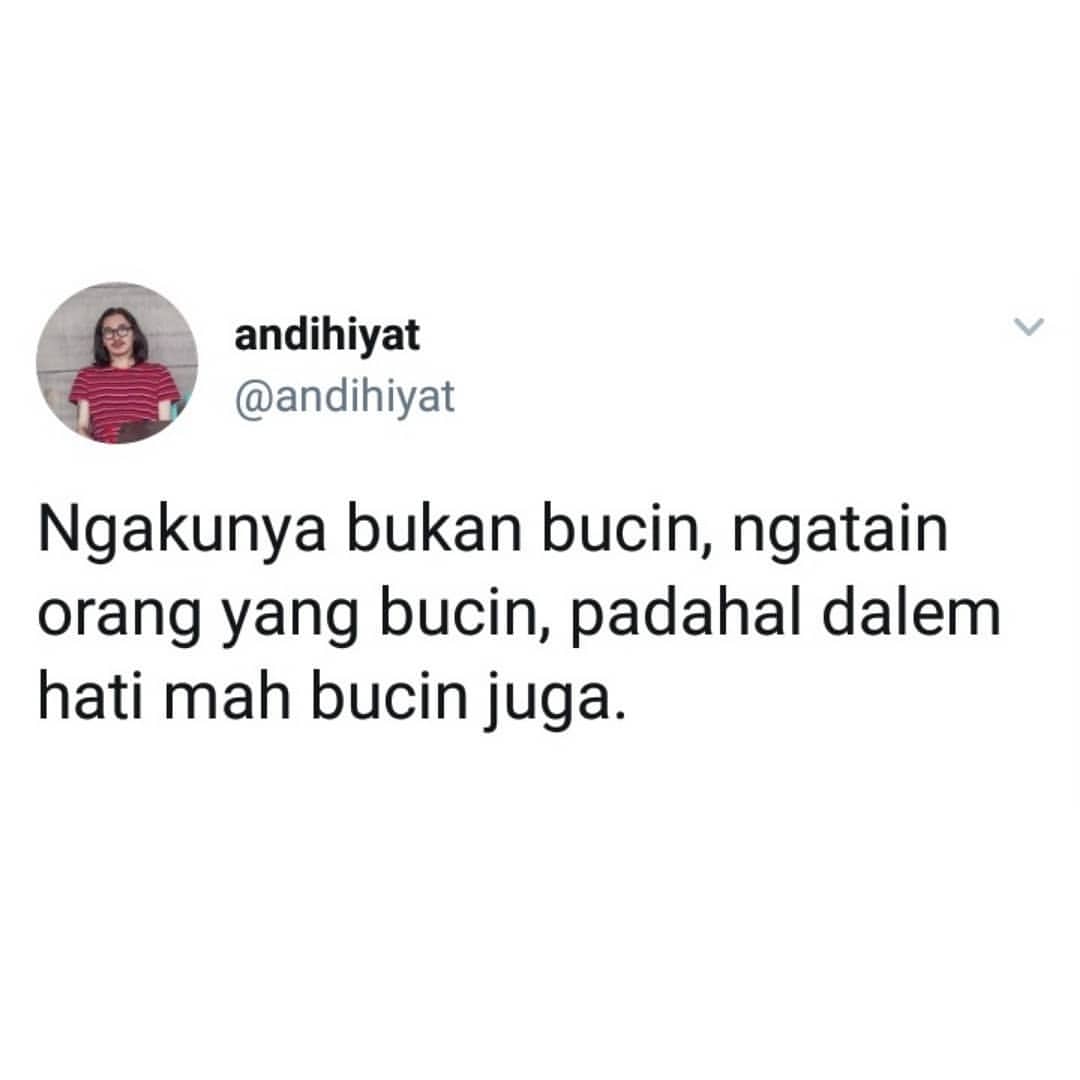 andihiyat
@andihiyat
Ngakunya bukan bucin, ngatain
orang yang bucin, padahal dalem
hati mah bucin juga.